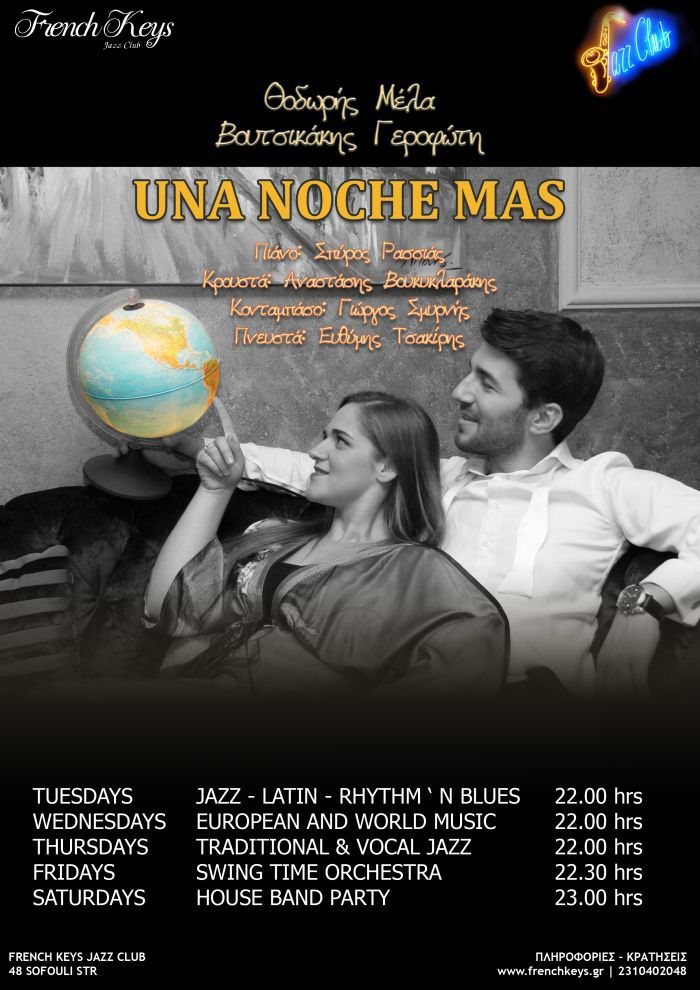 French Keys
Jazz Club
Jazz Club
Θοδωρής Μέλα
Βουτσικάκης Γεροφώτη
UNA NOCHE MAS
Πιάνο: Σπύρος Ρασσιάς
Κρουστά: Αναστάσης Βουκυκλαράκης
Κονταμπάσο: Γιώργος Σμυρνής
Πνευστά: Ευθύμης Τσακίρης
TUESDAYS JAZZ - LATIN - RHYTHM ` N BLUES 22.00 hrs
WEDNESDAYS EUROPEAN AND WORLD MUSIC 22.00 hrs
THURSDAYS TRADITIONAL & VOCAL JAZZ 22.00 hrs
FRIDAYS SWING TIME ORCHESTRA 22.30 hrs
SATURDAYS HOUSE BAND PARTY 23.00 hrs
FRENCH KEYS JAZZ CLUB
48 SOFOULI STR
ΠΛΗΡΟΦΟΡΙΕΣ - ΚΡΑΤΗΣΕΙΣ
www.frenchkeys.gr | 2310402048